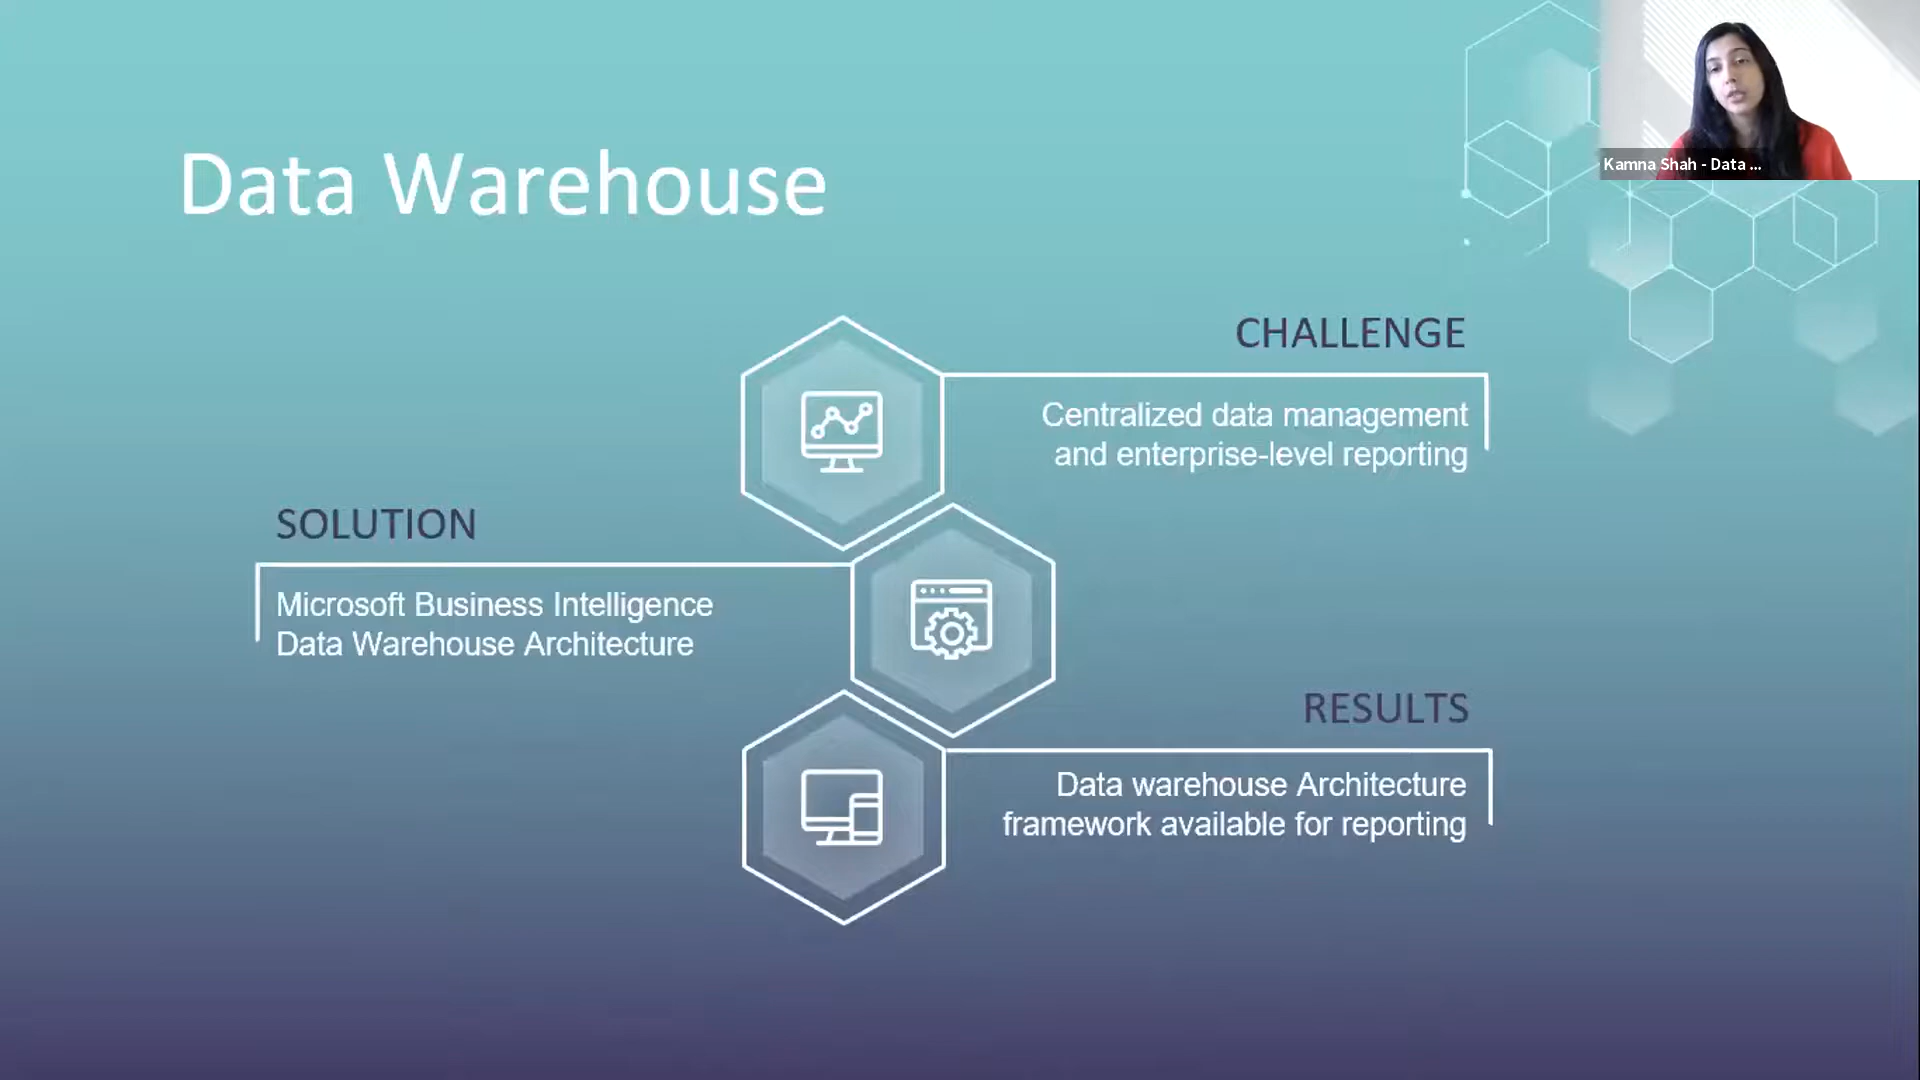 Data Warehouse
Kamna Shah - Data ...
CHALLENGE
Centralized data management
and enterprise-level reporting
SOLUTION
Microsoft Business Intelligence
Data Warehouse Architecture
RESULTS
Data warehouse Architecture
framework available for reporting